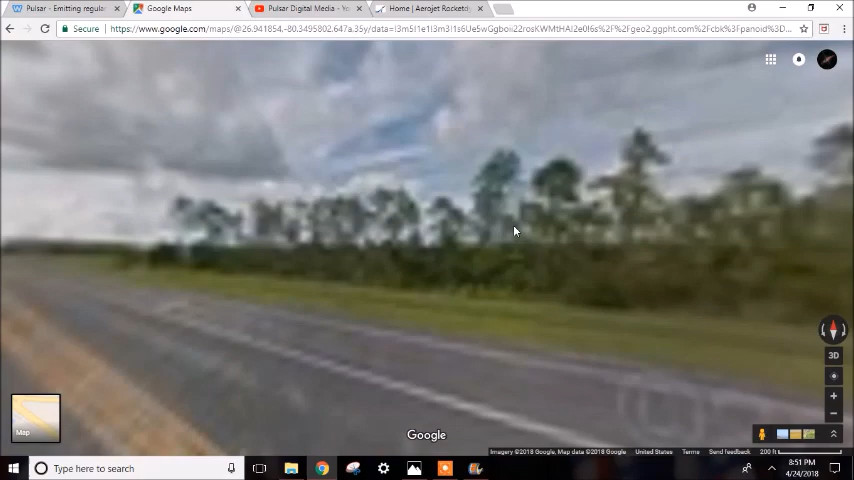 Pulsar - Emitting regular
Google Maps
Pulsar Digital Media - Yo
Home | Aerojet Rocketdy
Secure
Map
Google
3D
Imagery ©2018 Google, Map data ©2018 Google
United States
Terms
Send feedback
200 ft
Type here to search
8:51 PM
4/24/2018